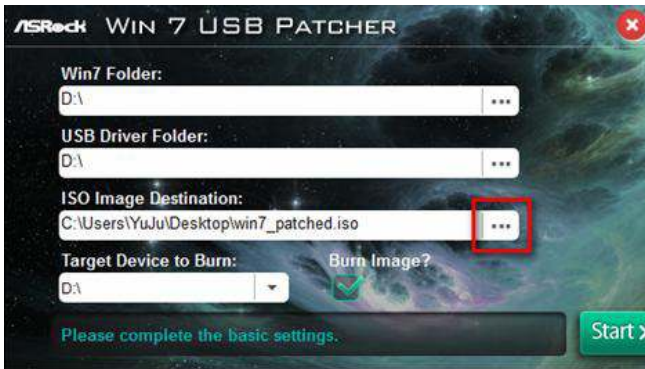 ASRock WIN 7 USB PATCHER
Win7 Folder:
D:\
USB Driver Folder:
D:\
ISO Image Destination:
C:\Users\YuJu\Desktop\win7_patched.iso
Target Device to Burn: Burn Image?
D:\
Please complete the basic settings.
Start